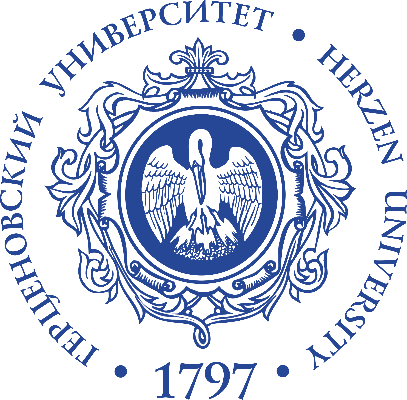 ГЕРЦЕНОВСКИЙ УНИВЕРСИТЕТ
HERZEN UNIVERSITY
1797